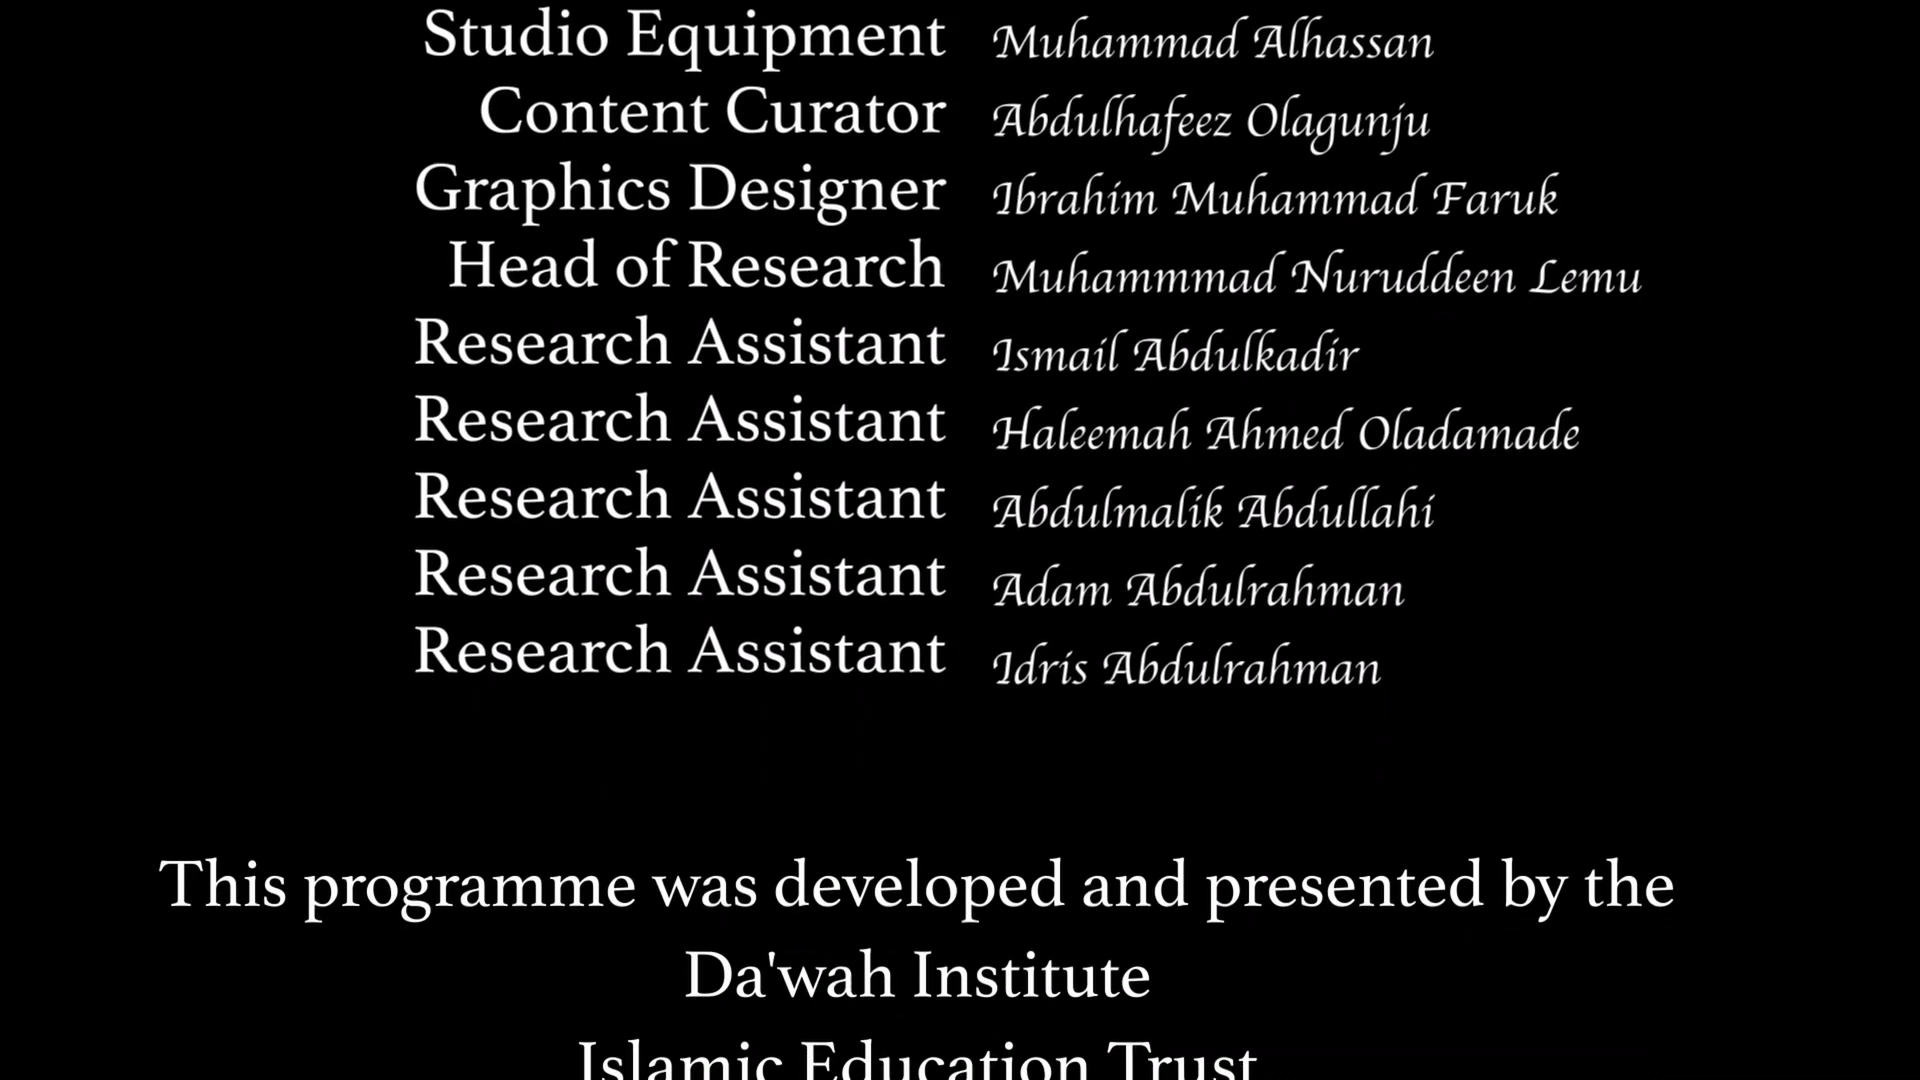 Studio Equipment Muhammad Alhassan
Content Curator Abdulhafeez Olagunju
Graphics Designer Ibrahim Muhammad Faruk
Head of Research Muhammmad Nuruddeen Lemu
Research Assistant Ismail Abdulkadir
Research Assistant Haleemah Ahmed Oladamade
Research Assistant Abdulmalik Abdullahi
Research Assistant Adam Abdulrahman
Research Assistant Idris Abdulrahman
This programme was developed and presented by the
Da'wah Institute
Islamic Education Trust